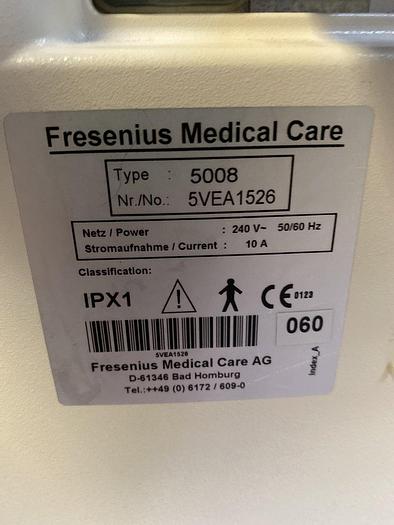 Fresenius Medical Care
Type : 5008
Nr./No.: 5VEA1526
Netz / Power : 240 V~ 50/60 Hz
Stromaufnahme / Current : 10 A
Classification:
IPX1 CE 0123
060
5VEA1526
Fresenius Medical Care AG
D-61346 Bad Homburg
Tel.:++49 (0) 6172 / 609-0
Index_A